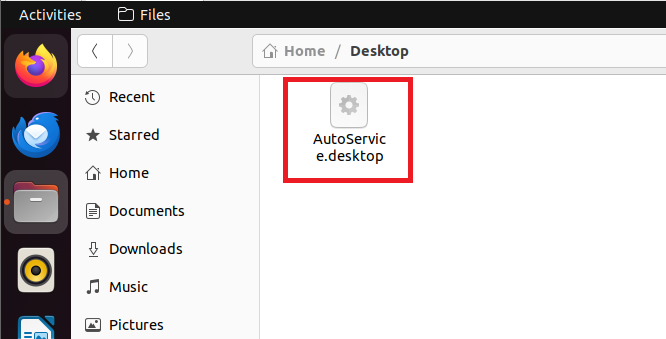 Activities
Files
Home / Desktop
Recent
Starred
Home
Documents
Downloads
Music
Pictures
AutoServic
e.desktop